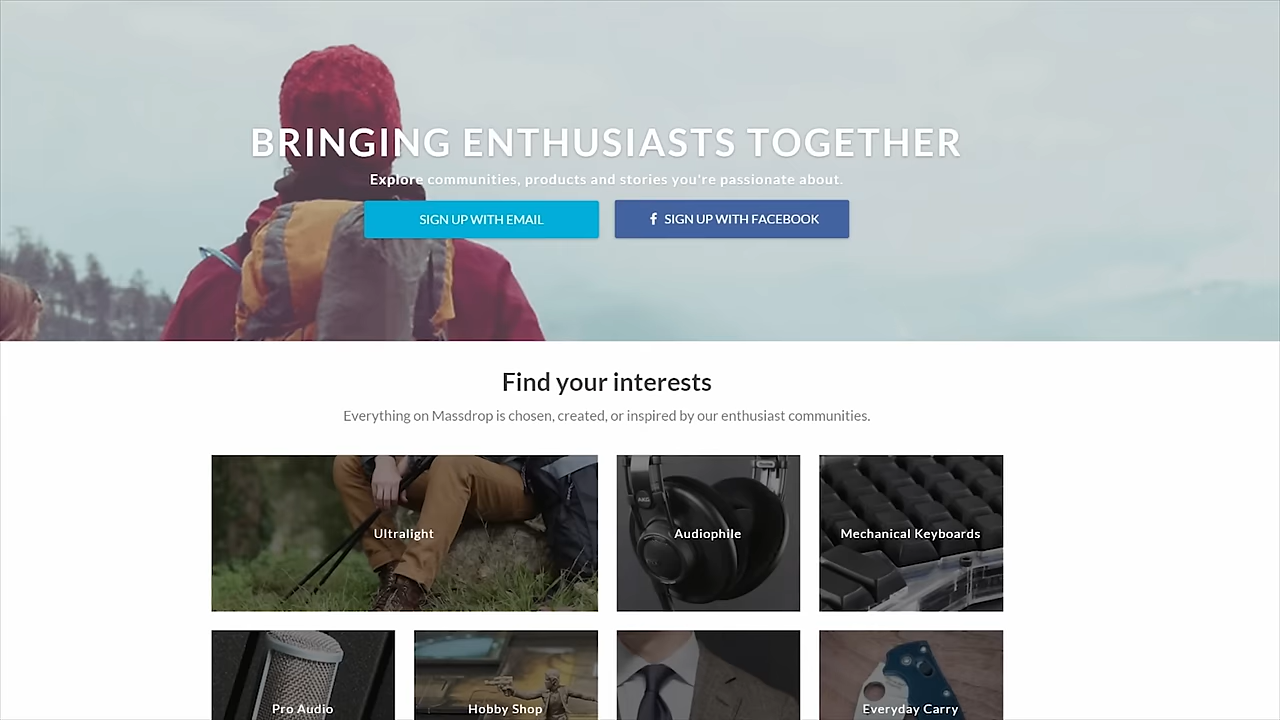 BRINGING ENTHUSIASTS TOGETHER
Explore communities, products and stories you're passionate about.
SIGN UP WITH EMAIL
f SIGN UP WITH FACEBOOK
Find your interests
Everything on Massdrop is chosen, created, or inspired by our enthusiast communities.
Ultralight
Audiophile
Mechanical Keyboards
AKG
Pro Audio
Hobby Shop
Everyday Carry